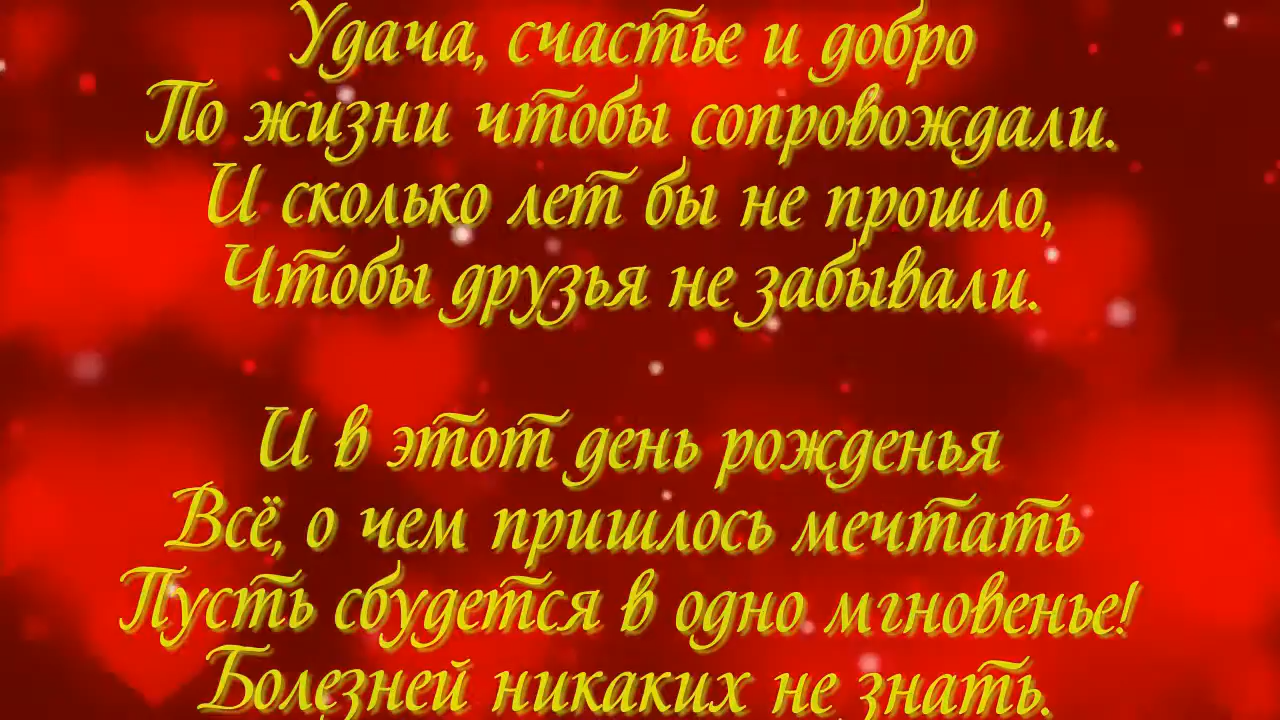 Удача, счастье и добро
По жизни чтобы сопровождали.
И сколько лет бы не прошло,
Чтобы друзья не забывали.
И в этот день рожденья
Всё, о чем пришлось мечтать
Пусть сбудется в одно мгновенье!
Болезней никаких не знать.